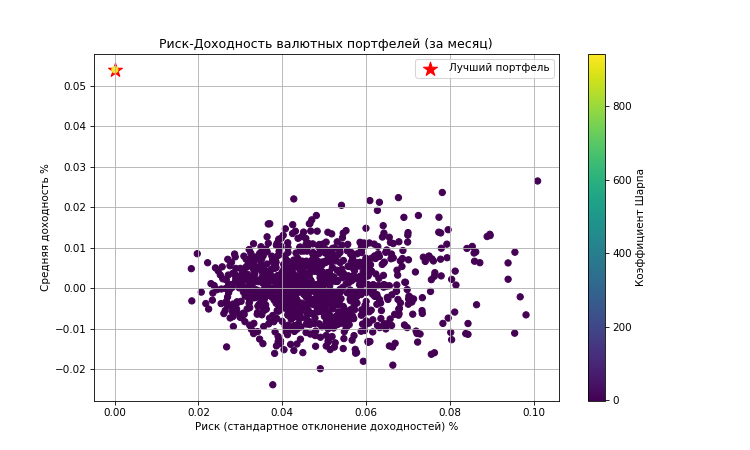 Риск-Доходность валютных портфелей (за месяц)
Лучший портфель
Средняя доходность %
0.05
0.04
0.03
0.02
0.01
0.00
−0.01
−0.02
0.00 0.02 0.04 0.06 0.08 0.10
Риск (стандартное отклонение доходностей) %
800
600
400
200
0
Коэффициент Шарпа